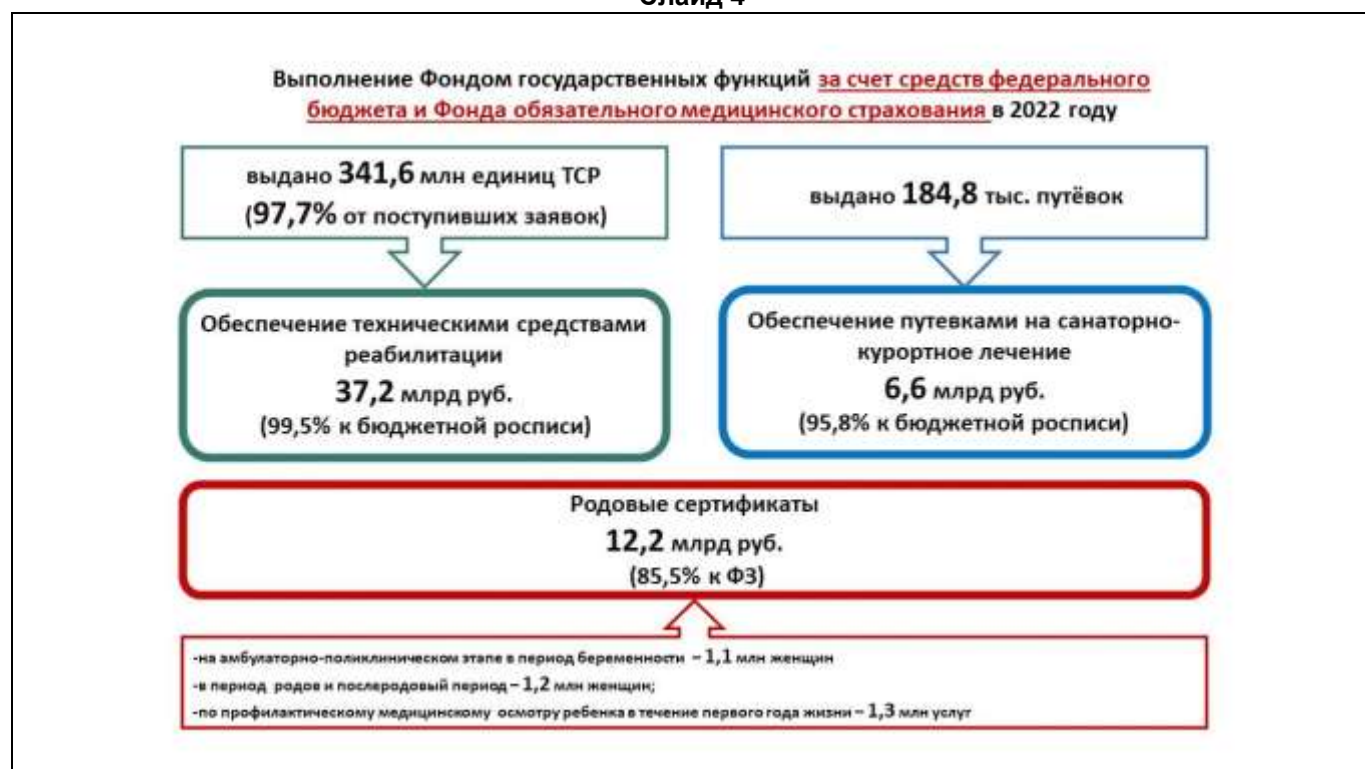 Слайд 4
Выполнение Фондом государственных функций за счет средств федерального
бюджета и Фонда обязательного медицинского страхования в 2022 году
выдано 341,6 млн единиц ТСР
(97,7% от поступивших заявок)
выдано 184,8 тыс. путёвок
Обеспечение техническими средствами
реабилитации
37,2 млрд руб.
(99,5% к бюджетной росписи)
Обеспечение путевками на санаторно-
курортное лечение
6,6 млрд руб.
(95,8% к бюджетной росписи)
Родовые сертификаты
12,2 млрд руб.
(85,5% к ФЗ)
-на амбулаторно-поликлиническом этапе в период беременности – 1,1 млн женщин
-в период родов и послеродовый период – 1,2 млн женщин;
-по профилактическому медицинскому осмотру ребенка в течение первого года жизни – 1,3 млн услуг